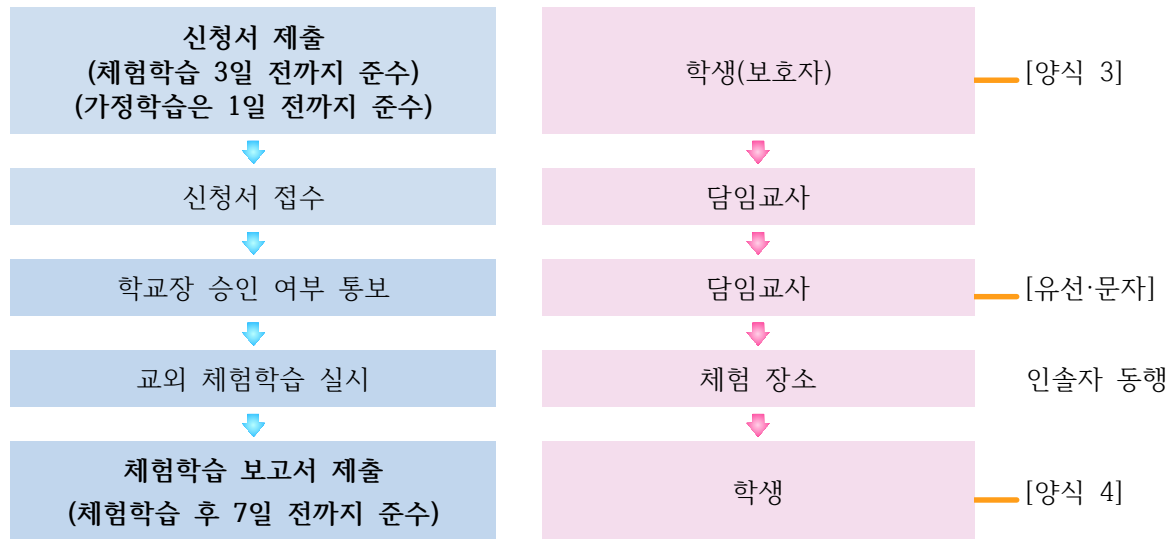 신청서 제출
(체험학습 3일 전까지 준수)
(가정학습은 1일 전까지 준수)
학생(보호자)
[양식 3]
신청서 접수
담임교사
학교장 승인 여부 통보
담임교사
[유선·문자]
교외 체험학습 실시
체험 장소
인솔자 동행
체험학습 보고서 제출
(체험학습 후 7일 전까지 준수)
학생
[양식 4]